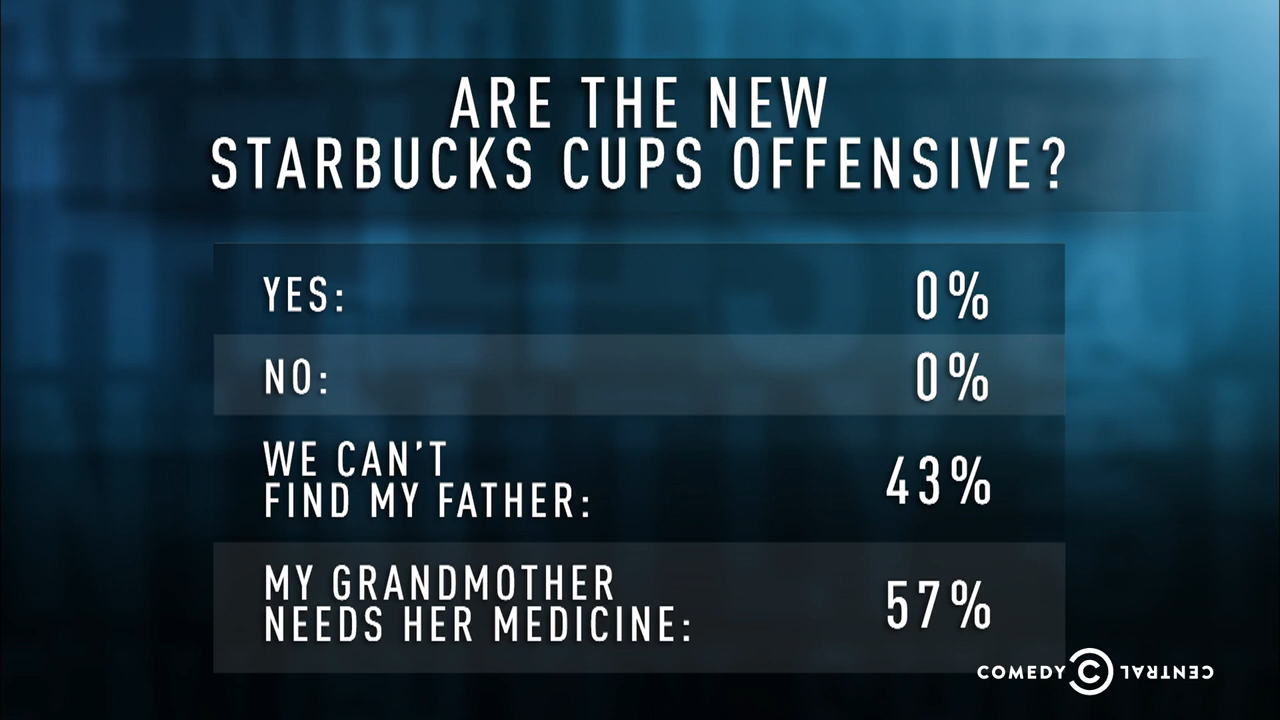 ARE THE NEW
STARBUCKS CUPS OFFENSIVE?
YES: 0%
NO: 0%
WE CAN'T
FIND MY FATHER: 43%
MY GRANDMOTHER
NEEDS HER MEDICINE: 57%
COMEDY C CENTRAL